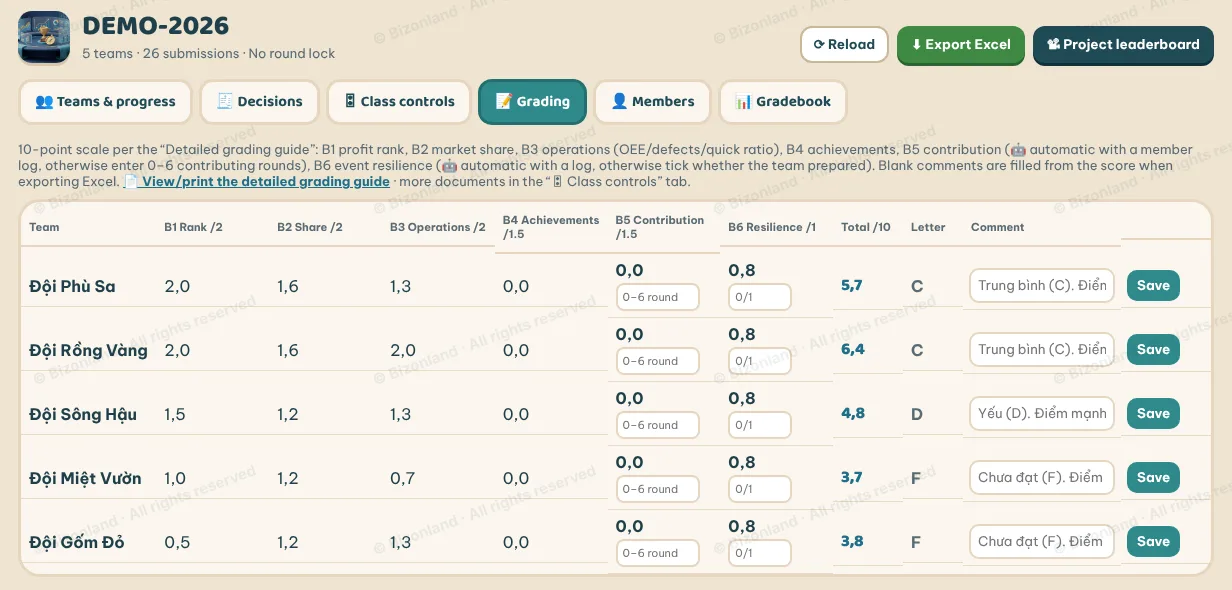 DEMO-2026
5 teams · 26 submissions · No round lock
⟳ Reload
⬇ Export Excel
📽 Project leaderboard
👥 Teams & progress
🧾 Decisions
🎛 Class controls
📝 Grading
👤 Members
📊 Gradebook
10-point scale per the “Detailed grading guide”: B1 profit rank, B2 market share, B3 operations (OEE/defects/quick ratio), B4 achievements, B5 contribution (🤖 automatic with a member
log, otherwise enter 0–6 contributing rounds), B6 event resilience (🤖 automatic with a log, otherwise tick whether the team prepared). Blank comments are filled from the score when
exporting Excel. 📄 View/print the detailed grading guide · more documents in the “🎛 Class controls” tab.
Team B1 Rank /2 B2 Share /2 B3 Operations /2 B4 Achievements /1.5 B5 Contribution /1.5 B6 Resilience /1 Total /10 Letter Comment
Đội Phù Sa 2,0 1,6 1,3 0,0 0,0 0–6 round 0,8 0/1 5,7 C Trung bình (C). Điển Save
Đội Rồng Vàng 2,0 1,6 2,0 0,0 0,0 0–6 round 0,8 0/1 6,4 C Trung bình (C). Điển Save
Đội Sông Hậu 1,5 1,2 1,3 0,0 0,0 0–6 round 0,8 0/1 4,8 D Yếu (D). Điểm mạnh Save
Đội Miệt Vườn 1,0 1,2 0,7 0,0 0,0 0–6 round 0,8 0/1 3,7 F Chưa đạt (F). Điểm Save
Đội Gốm Đỏ 0,5 1,2 1,3 0,0 0,0 0–6 round 0,8 0/1 3,8 F Chưa đạt (F). Điểm Save
© Bizonland · All rights reserved